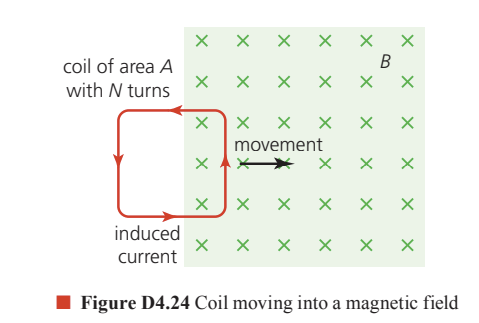 B
coil of area A
with N turns
movement
induced
current
Figure D4.24 Coil moving into a magnetic field